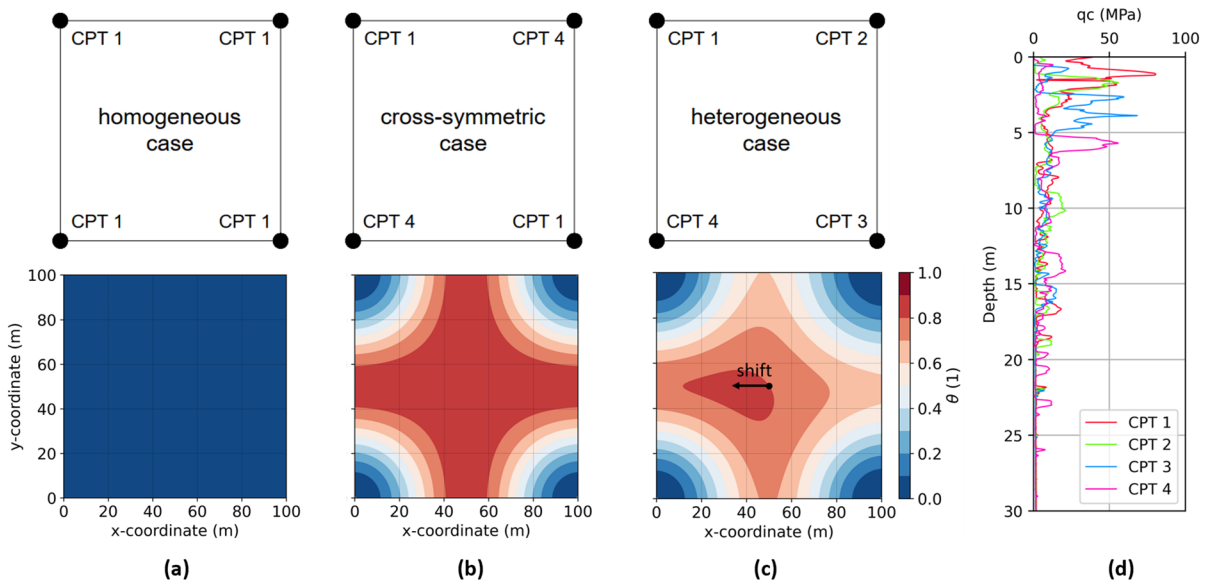 CPT 1 CPT 1
homogeneous
case
CPT 1 CPT 1
CPT 1 CPT 4
cross-symmetric
case
CPT 4 CPT 1
CPT 1 CPT 2
heterogeneous
case
CPT 4 CPT 3
100
80
60
40
20
0
y-coordinate (m)
0 20 40 60 80 100
x-coordinate (m)
(a)
0 20 40 60 80 100
x-coordinate (m)
(b)
shift
0 20 40 60 80 100
x-coordinate (m)
(c)
1.0
0.8
0.6
0.4
0.2
0.0
θ (1)
qc (MPa)
0 50 100
0
5
10
15
20
25
30
Depth (m)
CPT 1
CPT 2
CPT 3
CPT 4
(d)